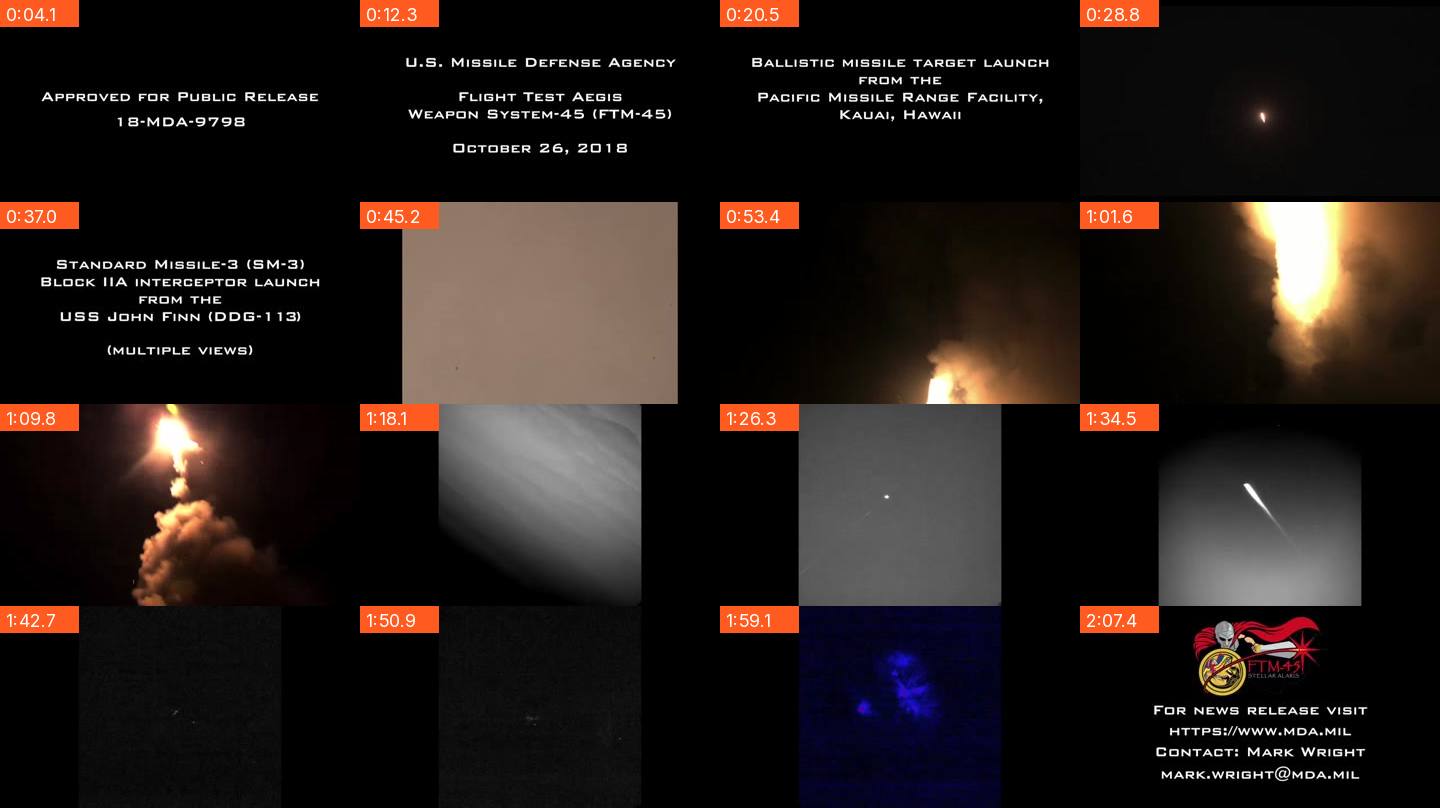 0:04.1
Approved for Public Release
18-MDA-9798
0:12.3
U.S. Missile Defense Agency
Flight Test Aegis
Weapon System-45 (FTM-45)
October 26, 2018
0:20.5
Ballistic missile target launch
from the
Pacific Missile Range Facility,
Kauai, Hawaii
0:28.8
0:37.0
Standard Missile-3 (SM-3)
Block IIA interceptor launch
from the
USS John Finn (DDG-113)
(multiple views)
0:45.2
0:53.4
1:01.6
1:09.8
1:18.1
1:26.3
1:34.5
1:42.7
1:50.9
1:59.1
2:07.4
FTM-45
STELLAR ALAKIS
For news release visit
https://www.mda.mil
Contact: Mark Wright
mark.wright@mda.mil